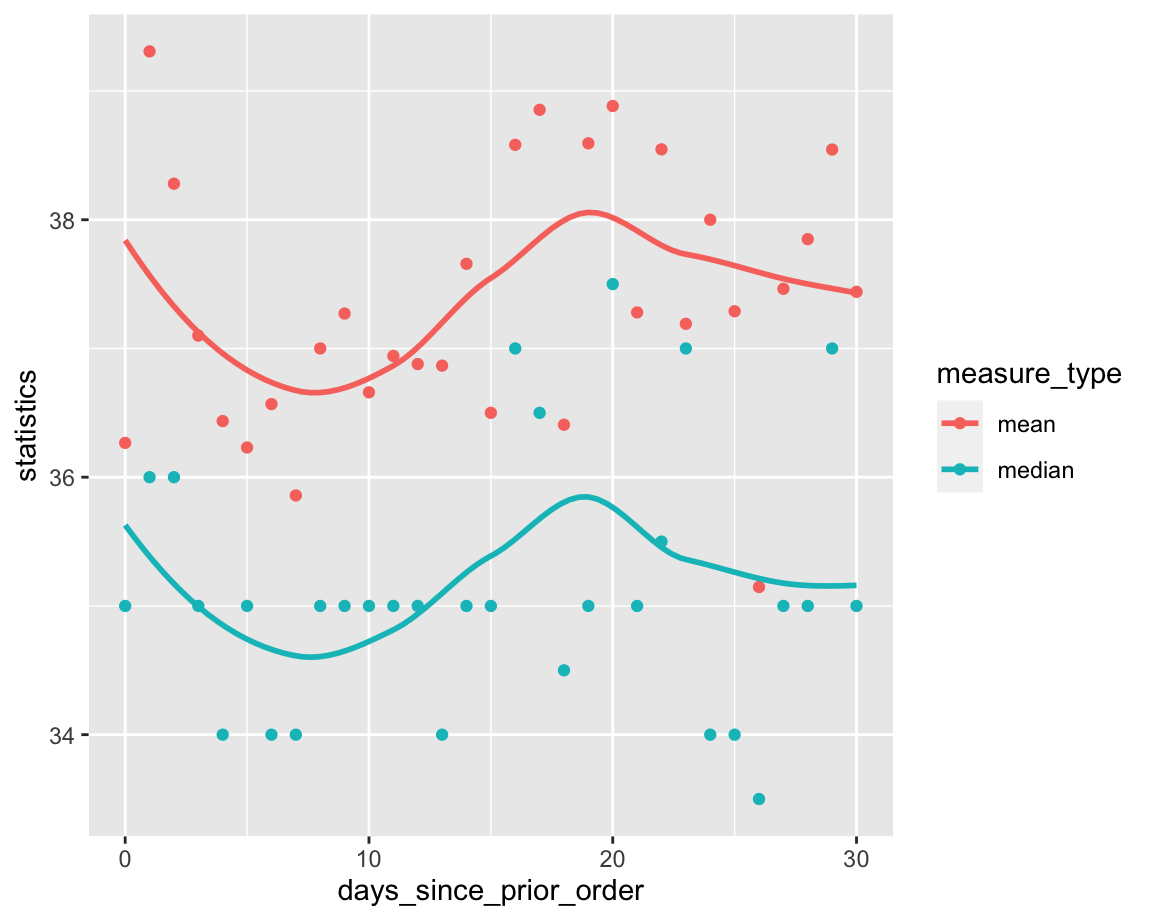 38
36
34
statistics
0 10 20 30
days_since_prior_order
measure_type
mean
median